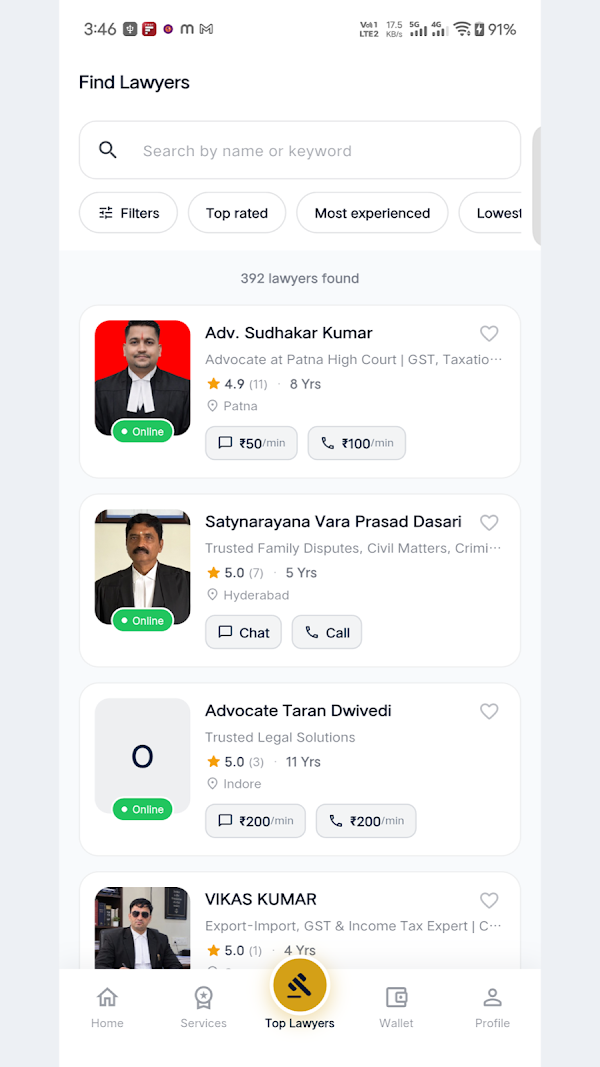 3:46 m M Vo1 1 LTE2 17.5 KB/s 5G 4G 91%
Find Lawyers
Search by name or keyword
Filters Top rated Most experienced Lowest
392 lawyers found
Adv. Sudhakar Kumar
Advocate at Patna High Court | GST, Taxatio···
4.9 (11) · 8 Yrs
Patna
Online
₹50/min ₹100/min
Satynarayana Vara Prasad Dasari
Trusted Family Disputes, Civil Matters, Crimi···
5.0 (7) · 5 Yrs
Hyderabad
Online
Chat Call
Advocate Taran Dwivedi
O
Trusted Legal Solutions
5.0 (3) · 11 Yrs
Indore
Online
₹200/min ₹200/min
VIKAS KUMAR
Export-Import, GST & Income Tax Expert | C···
5.0 (1) · 4 Yrs
Home Services Top Lawyers Wallet Profile